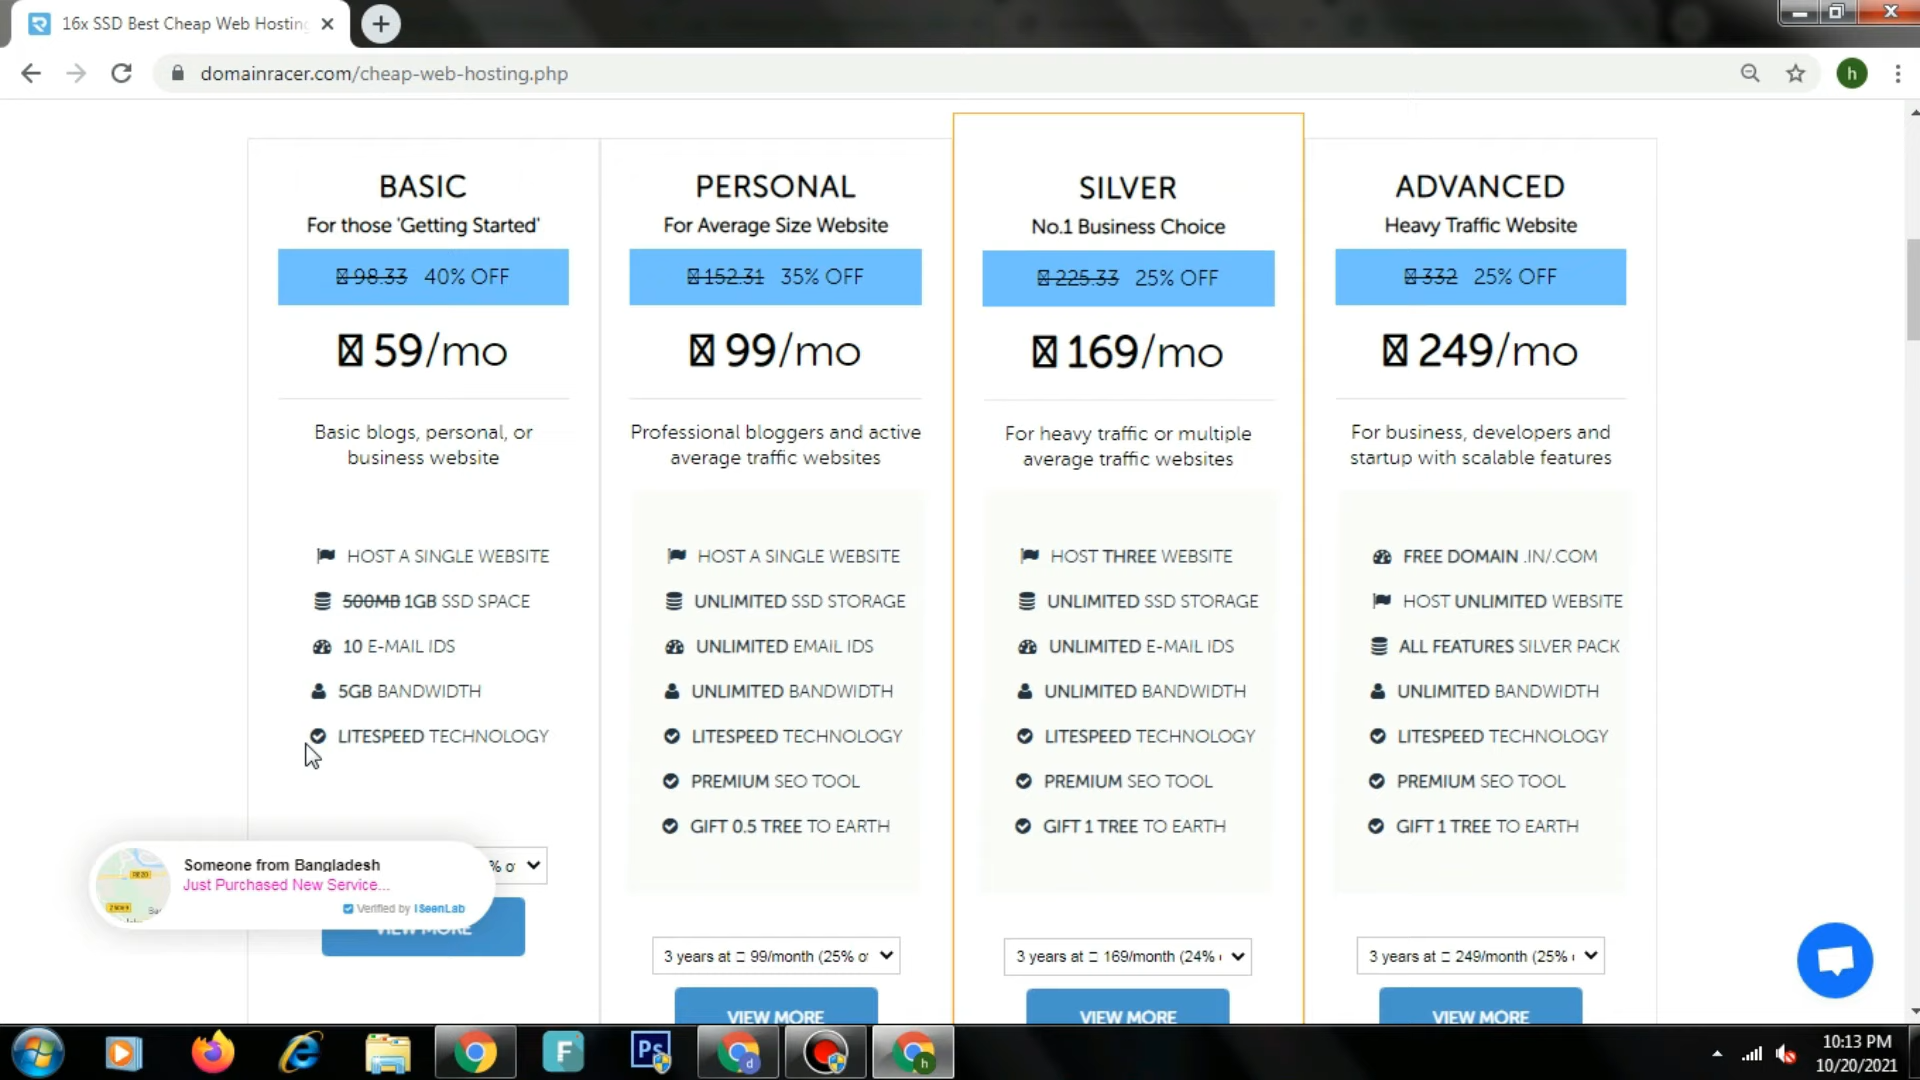 16x SSD Best Cheap Web Hosting
domainracer.com/cheap-web-hosting.php
h
BASIC
For those 'Getting Started'
98.33 40% OFF
59/mo
Basic blogs, personal, or
business website
HOST A SINGLE WEBSITE
500MB 1GB SSD SPACE
10 E-MAIL IDS
5GB BANDWIDTH
LITESPEED TECHNOLOGY
VIEW MORE
PERSONAL
For Average Size Website
152.31 35% OFF
99/mo
Professional bloggers and active
average traffic websites
HOST A SINGLE WEBSITE
UNLIMITED SSD STORAGE
UNLIMITED EMAIL IDS
UNLIMITED BANDWIDTH
LITESPEED TECHNOLOGY
PREMIUM SEO TOOL
GIFT 0.5 TREE TO EARTH
3 years at 99/month (25% o
VIEW MORE
SILVER
No.1 Business Choice
225.33 25% OFF
169/mo
For heavy traffic or multiple
average traffic websites
HOST THREE WEBSITE
UNLIMITED SSD STORAGE
UNLIMITED E-MAIL IDS
UNLIMITED BANDWIDTH
LITESPEED TECHNOLOGY
PREMIUM SEO TOOL
GIFT 1 TREE TO EARTH
3 years at 169/month (24%
VIEW MORE
ADVANCED
Heavy Traffic Website
332 25% OFF
249/mo
For business, developers and
startup with scalable features
FREE DOMAIN .IN/.COM
HOST UNLIMITED WEBSITE
ALL FEATURES SILVER PACK
UNLIMITED BANDWIDTH
LITESPEED TECHNOLOGY
PREMIUM SEO TOOL
GIFT 1 TREE TO EARTH
3 years at 249/month (25%
VIEW MORE
Someone from Bangladesh
Just Purchased New Service...
Verified by ISeenLab
F
Ps
d
h
10:13 PM
10/20/2021